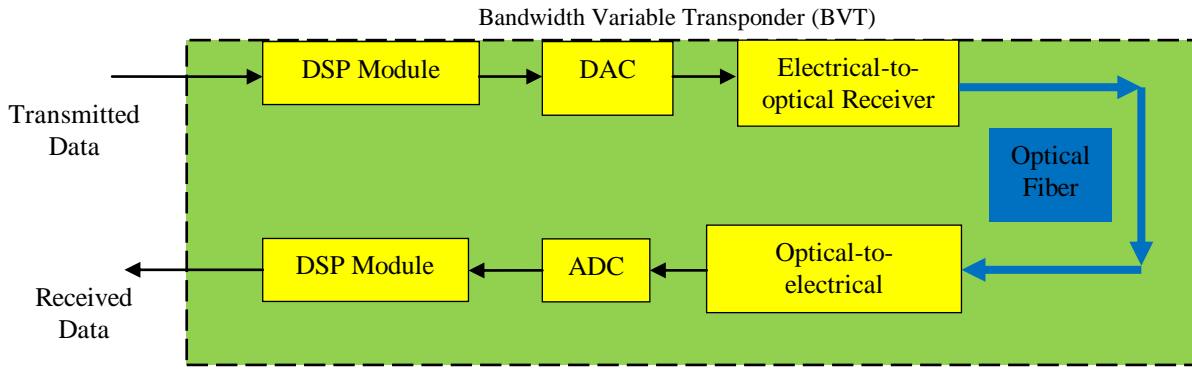 Bandwidth Variable Transponder (BVT)
Transmitted
Data
DSP Module
DAC
Electrical-to-
optical Receiver
Optical
Fiber
Optical-to-
electrical
ADC
DSP Module
Received
Data